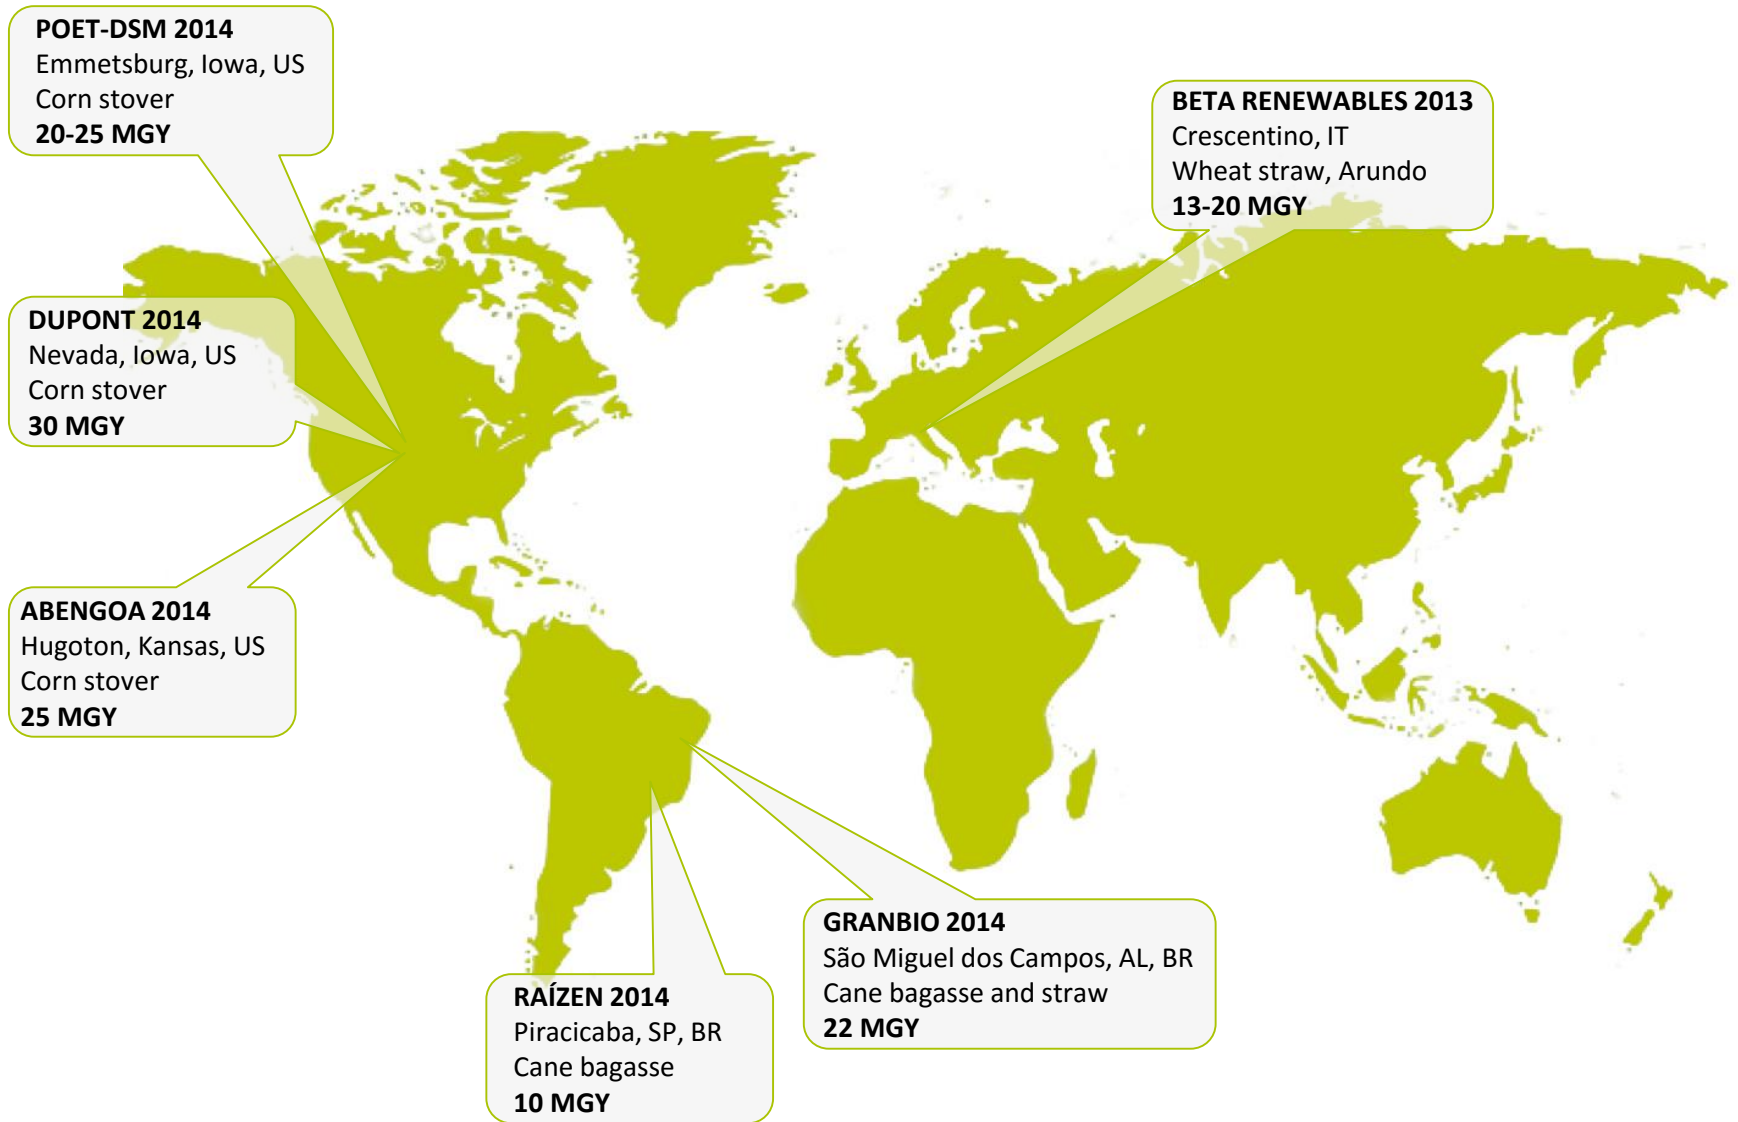 POET-DSM 2014
Emmetsburg, Iowa, US
Corn stover
20-25 MGY
BETA RENEWABLES 2013
Crescentino, IT
Wheat straw, Arundo
13-20 MGY
DUPONT 2014
Nevada, Iowa, US
Corn stover
30 MGY
ABENGOA 2014
Hugoton, Kansas, US
Corn stover
25 MGY
GRANBIO 2014
São Miguel dos Campos, AL, BR
Cane bagasse and straw
22 MGY
RAÍZEN 2014
Piracicaba, SP, BR
Cane bagasse
10 MGY